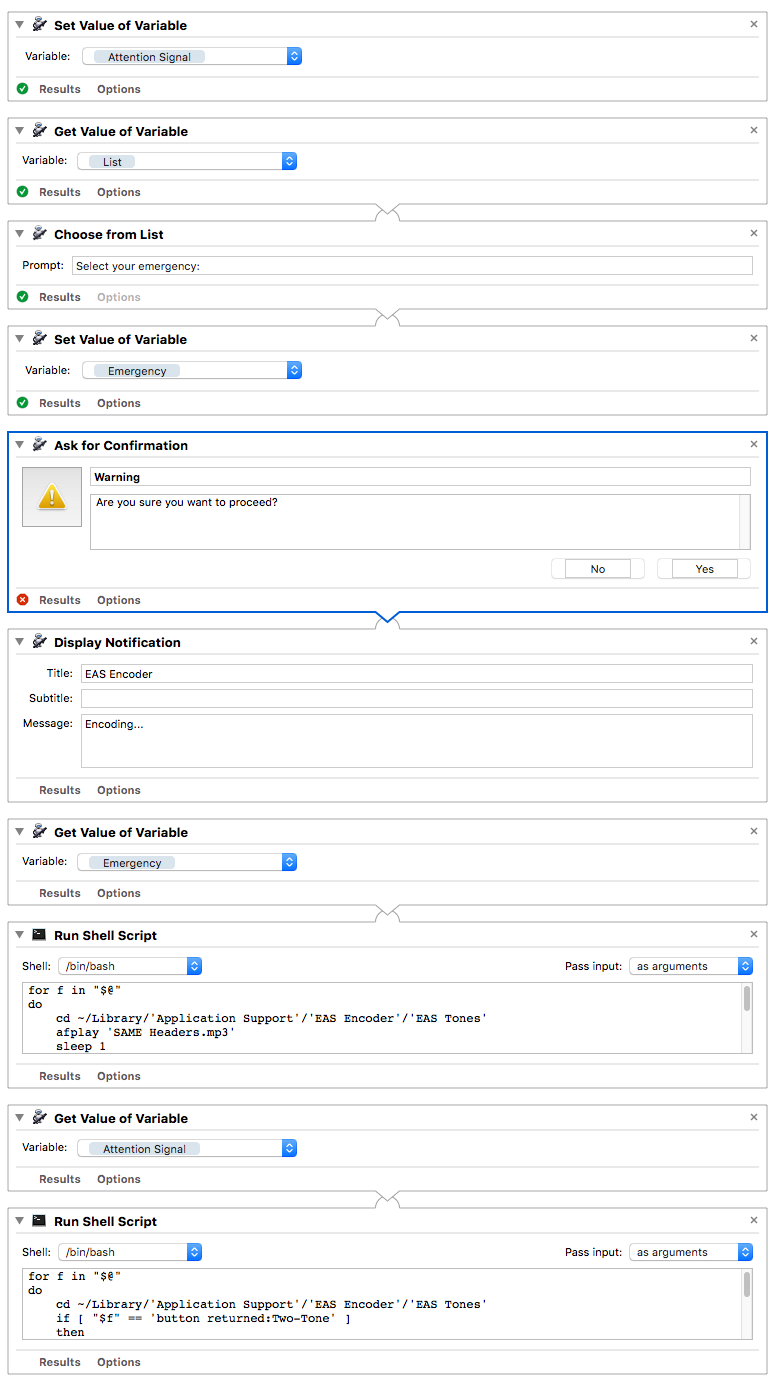 Set Value of Variable
Variable: Attention Signal
Results Options
Get Value of Variable
Variable: List
Results Options
Choose from List
Prompt: Select your emergency:
Results Options
Set Value of Variable
Variable: Emergency
Results Options
Ask for Confirmation
Warning
Are you sure you want to proceed?
No Yes
Results Options
Display Notification
Title: EAS Encoder
Subtitle:
Message: Encoding...
Results Options
Get Value of Variable
Variable: Emergency
Results Options
Run Shell Script
Shell: /bin/bash Pass input: as arguments
for f in "$@"
do
cd ~/Library/'Application Support'/'EAS Encoder'/'EAS Tones'
afplay 'SAME Headers.mp3'
sleep 1
Results Options
Get Value of Variable
Variable: Attention Signal
Results Options
Run Shell Script
Shell: /bin/bash Pass input: as arguments
for f in "$@"
do
cd ~/Library/'Application Support'/'EAS Encoder'/'EAS Tones'
if [ "$f" == 'button returned:Two-Tone' ]
then
Results Options